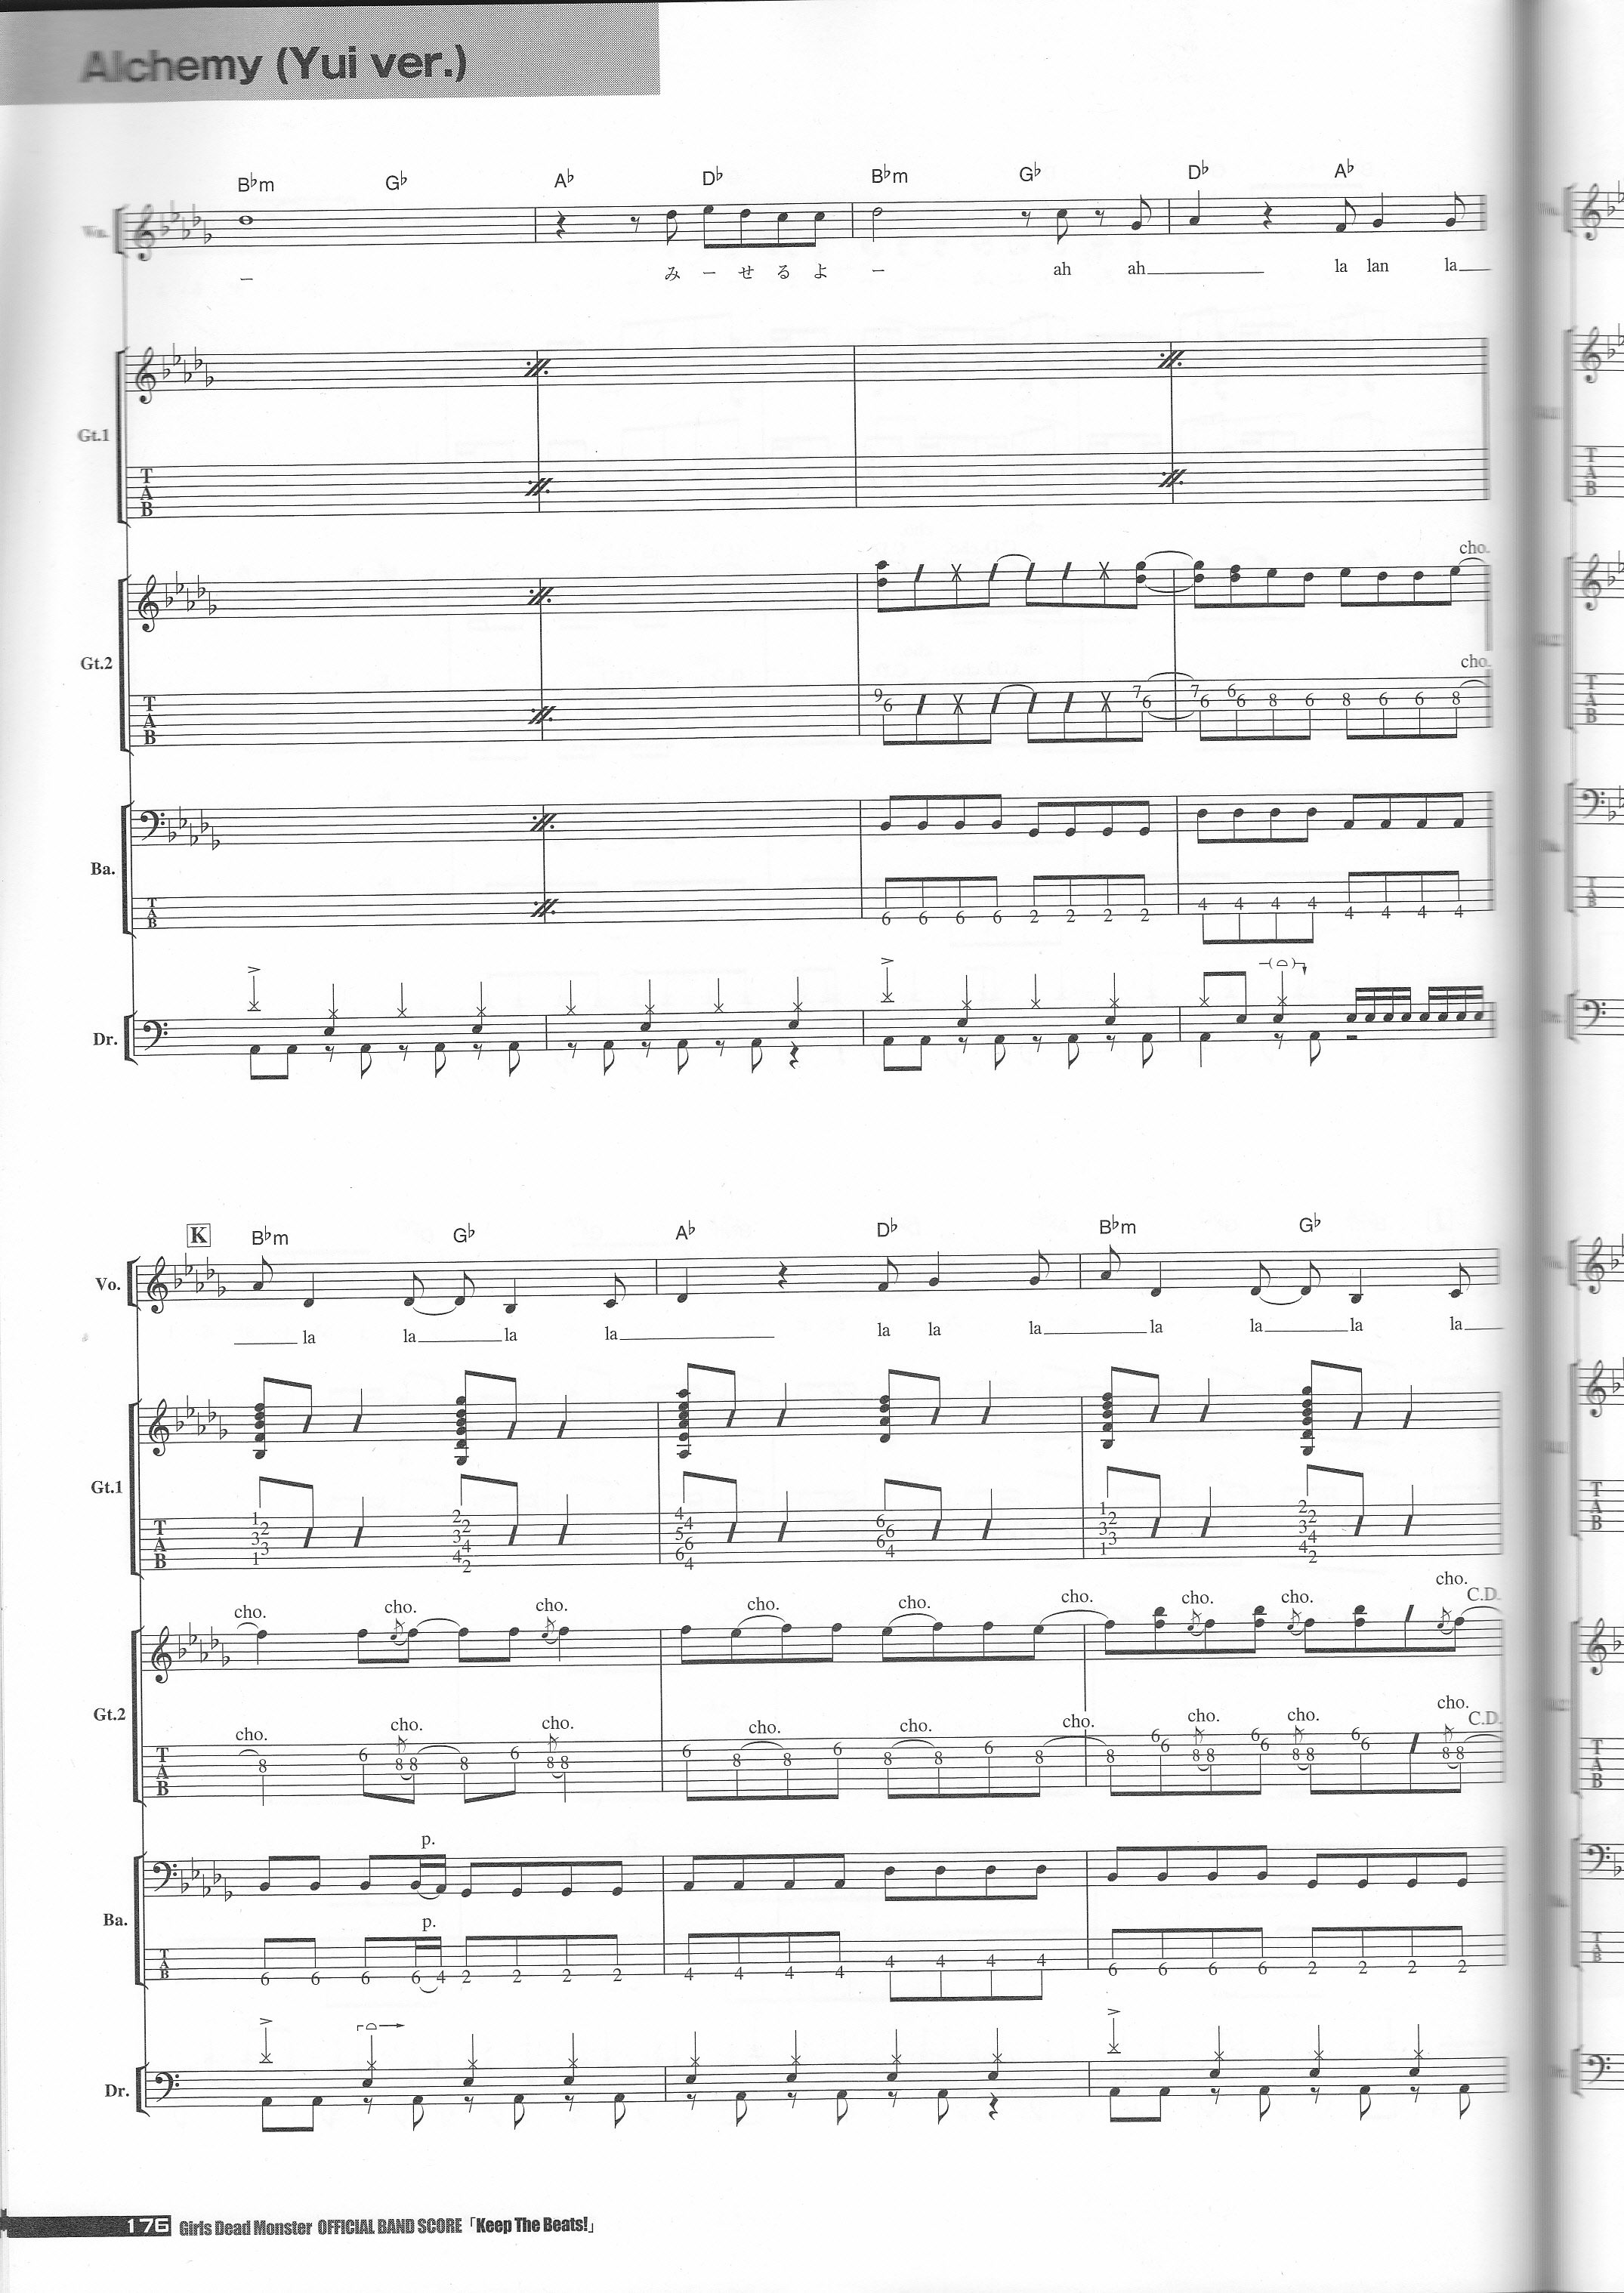 Alchemy (Yui ver.)
B♭m G♭ A♭ D♭ B♭m G♭ D♭ A♭
Vo.
ー み ー せ る よ ー ah ah la lan la
Gt.1
T A B
cho.
Gt.2
cho.
T A B
9 6 7 6 7 6 6 6 8 6 8 6 6 8
Ba.
T A B
6 6 6 6 2 2 2 2 4 4 4 4 4 4 4 4
Dr.
K B♭m G♭ A♭ D♭ B♭m G♭
Vo.
la la la la la la la la la la
Gt.1
T A B
1 2 3 3 1 2 2 3 4 4 2 4 4 5 6 6 4 6 6 6 4 1 2 3 3 1 2 2 3 4 4 2
cho. cho. cho. cho. cho. cho. cho. cho. cho. C.D.
Gt.2
cho. cho. cho. cho. cho. cho. cho. cho. cho. C.D.
T A B
8 6 8 8 8 6 8 8 6 8 8 6 8 8 6 8 8 6 6 8 8 6 6 8 8 6 6 8 8
p.
Ba.
p.
T A B
6 6 6 6 4 2 2 2 2 4 4 4 4 4 4 4 4 6 6 6 6 2 2 2 2
Dr.
176 Girls Dead Monster OFFICIAL BAND SCORE「Keep The Beats!」